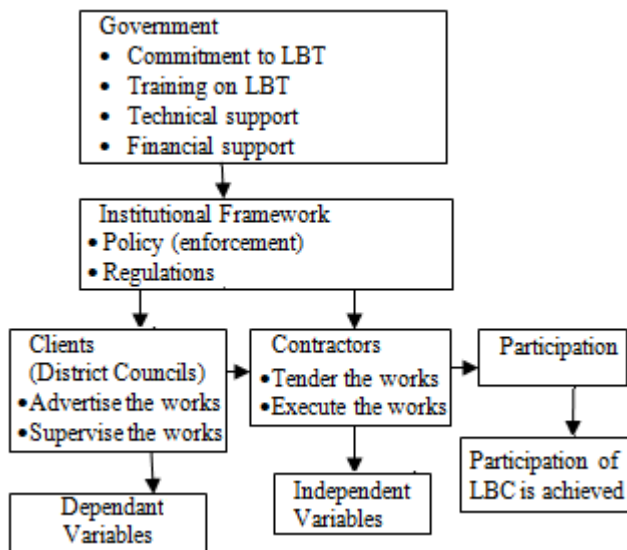 Government
• Commitment to LBT
• Training on LBT
• Technical support
• Financial support
Institutional Framework
• Policy (enforcement)
• Regulations
Clients
(District Councils)
• Advertise the works
• Supervise the works
Contractors
• Tender the works
• Execute the works
Participation
Participation of
LBC is achieved
Dependant
Variables
Independent
Variables